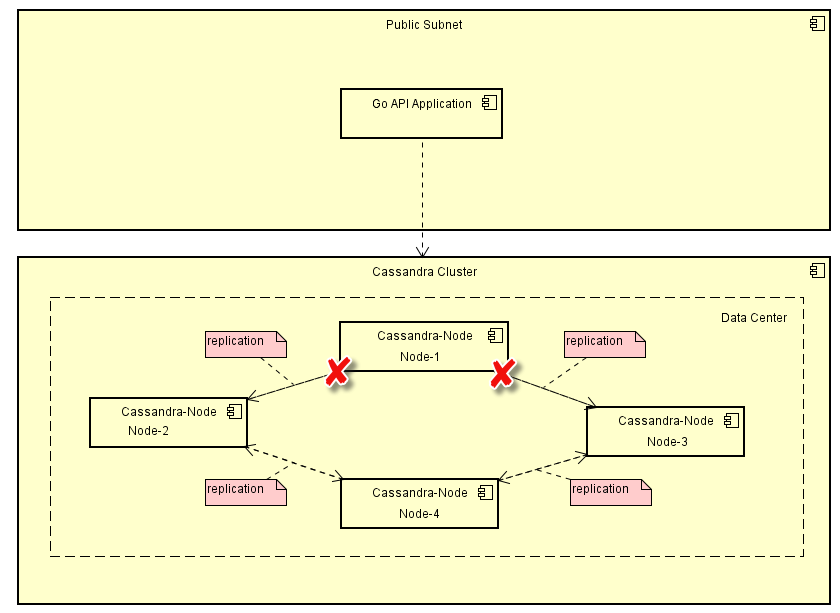 Public Subnet
Go API Application
Cassandra Cluster
Data Center
Cassandra-Node
Node-1
replication
replication
Cassandra-Node
Node-2
Cassandra-Node
Node-3
replication
Cassandra-Node
Node-4
replication